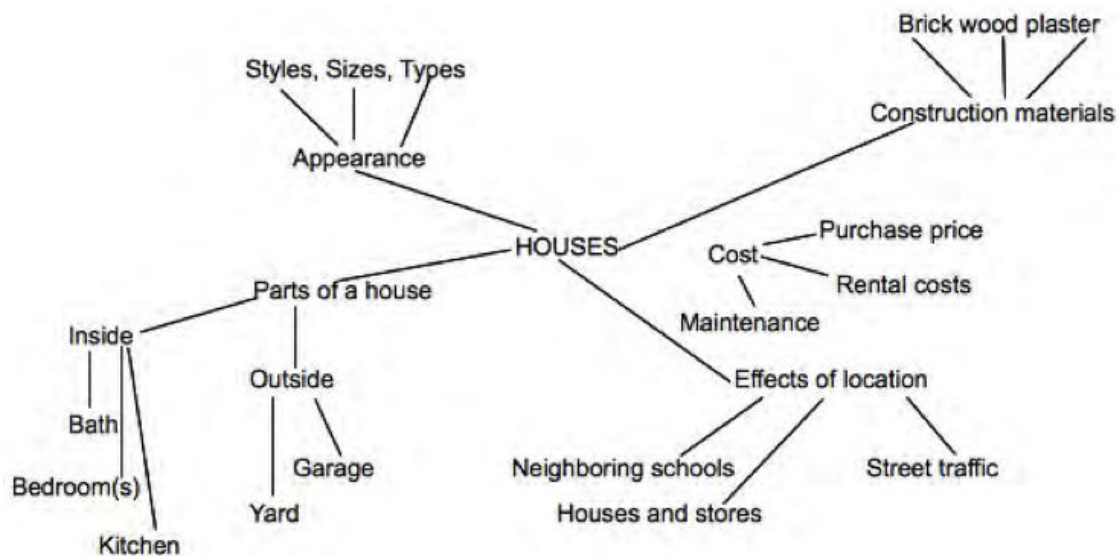 Brick wood plaster
Styles, Sizes, Types
Construction materials
Appearance
Purchase price
HOUSES
Cost
Rental costs
Parts of a house
Maintenance
Inside
Outside
Effects of location
Bath
Garage
Neighboring schools
Street traffic
Bedroom(s)
Yard
Houses and stores
Kitchen